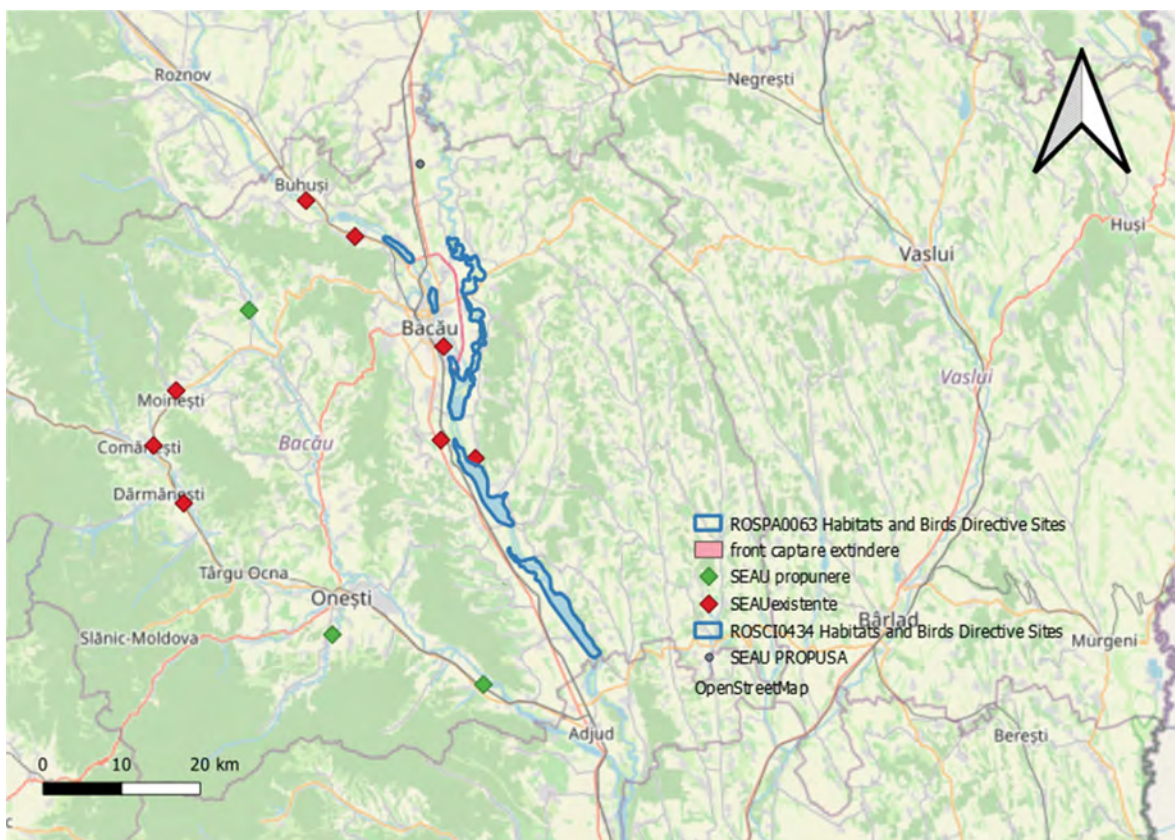 Roznov
Negrești
Buhuși
Huși
Vaslui
Bacău
Vaslui
Moinești
Bacău
Comănești
Dărmănești
ROSPA0063 Habitats and Birds Directive Sites
front captare extindere
SEAU propunere
Târgu Ocna
Onești
SEAUexistente
Bârlad
ROSCI0434 Habitats and Birds Directive Sites
Slănic-Moldova
Murgeni
SEAU PROPUSA
OpenStreetMap
Adjud
Berești
0 10 20 km